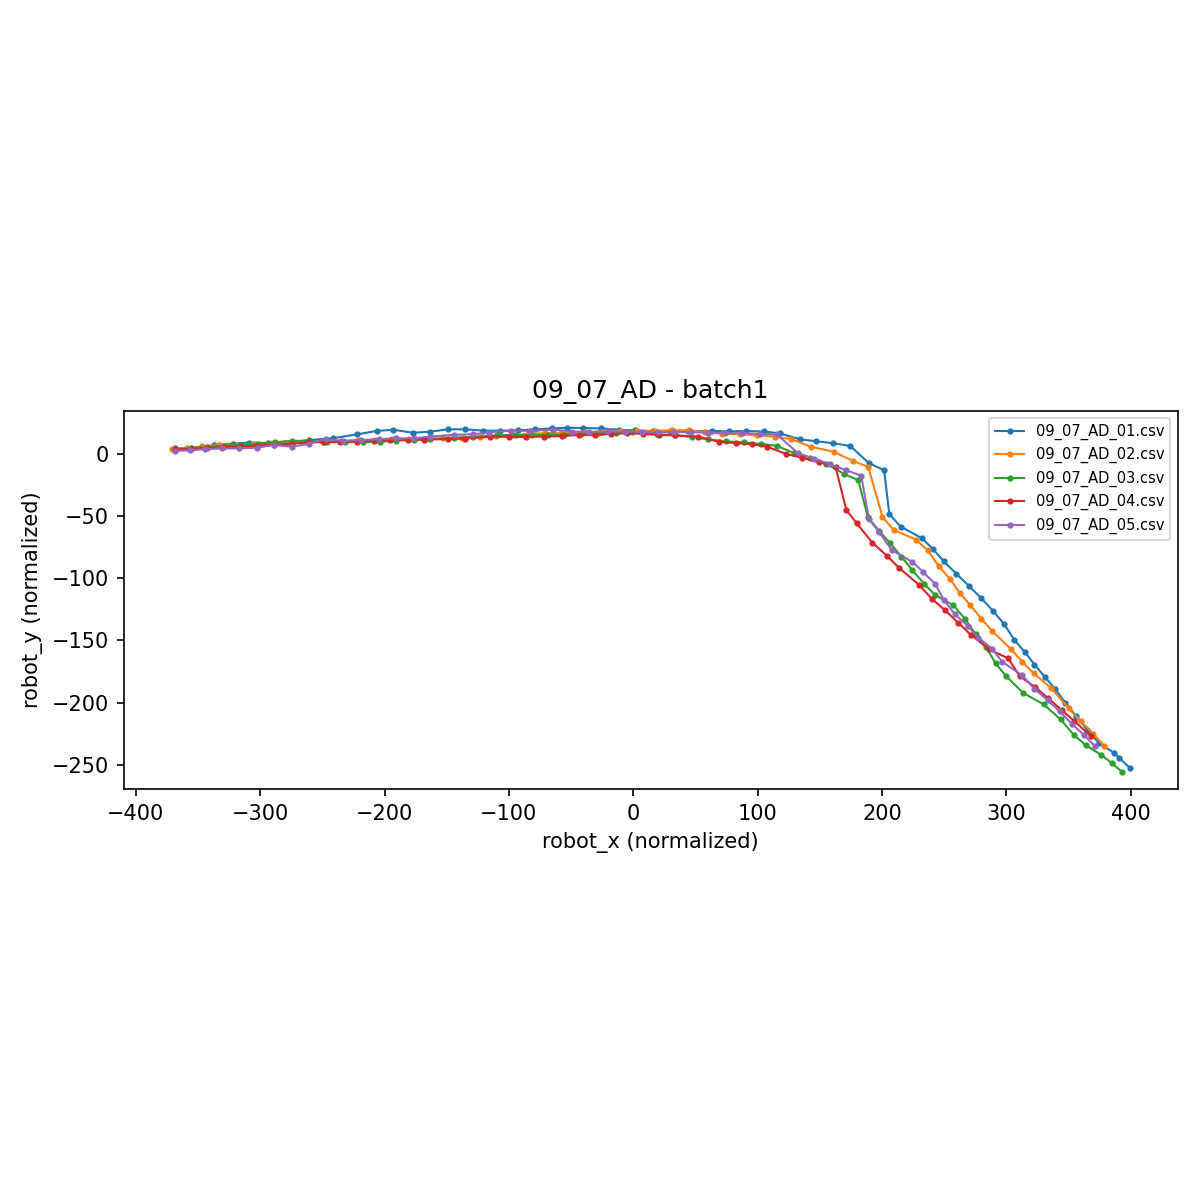 09_07_AD - batch1
09_07_AD_01.csv
09_07_AD_02.csv
09_07_AD_03.csv
09_07_AD_04.csv
09_07_AD_05.csv
robot_y (normalized)
0
−50
−100
−150
−200
−250
−400 −300 −200 −100 0 100 200 300 400
robot_x (normalized)